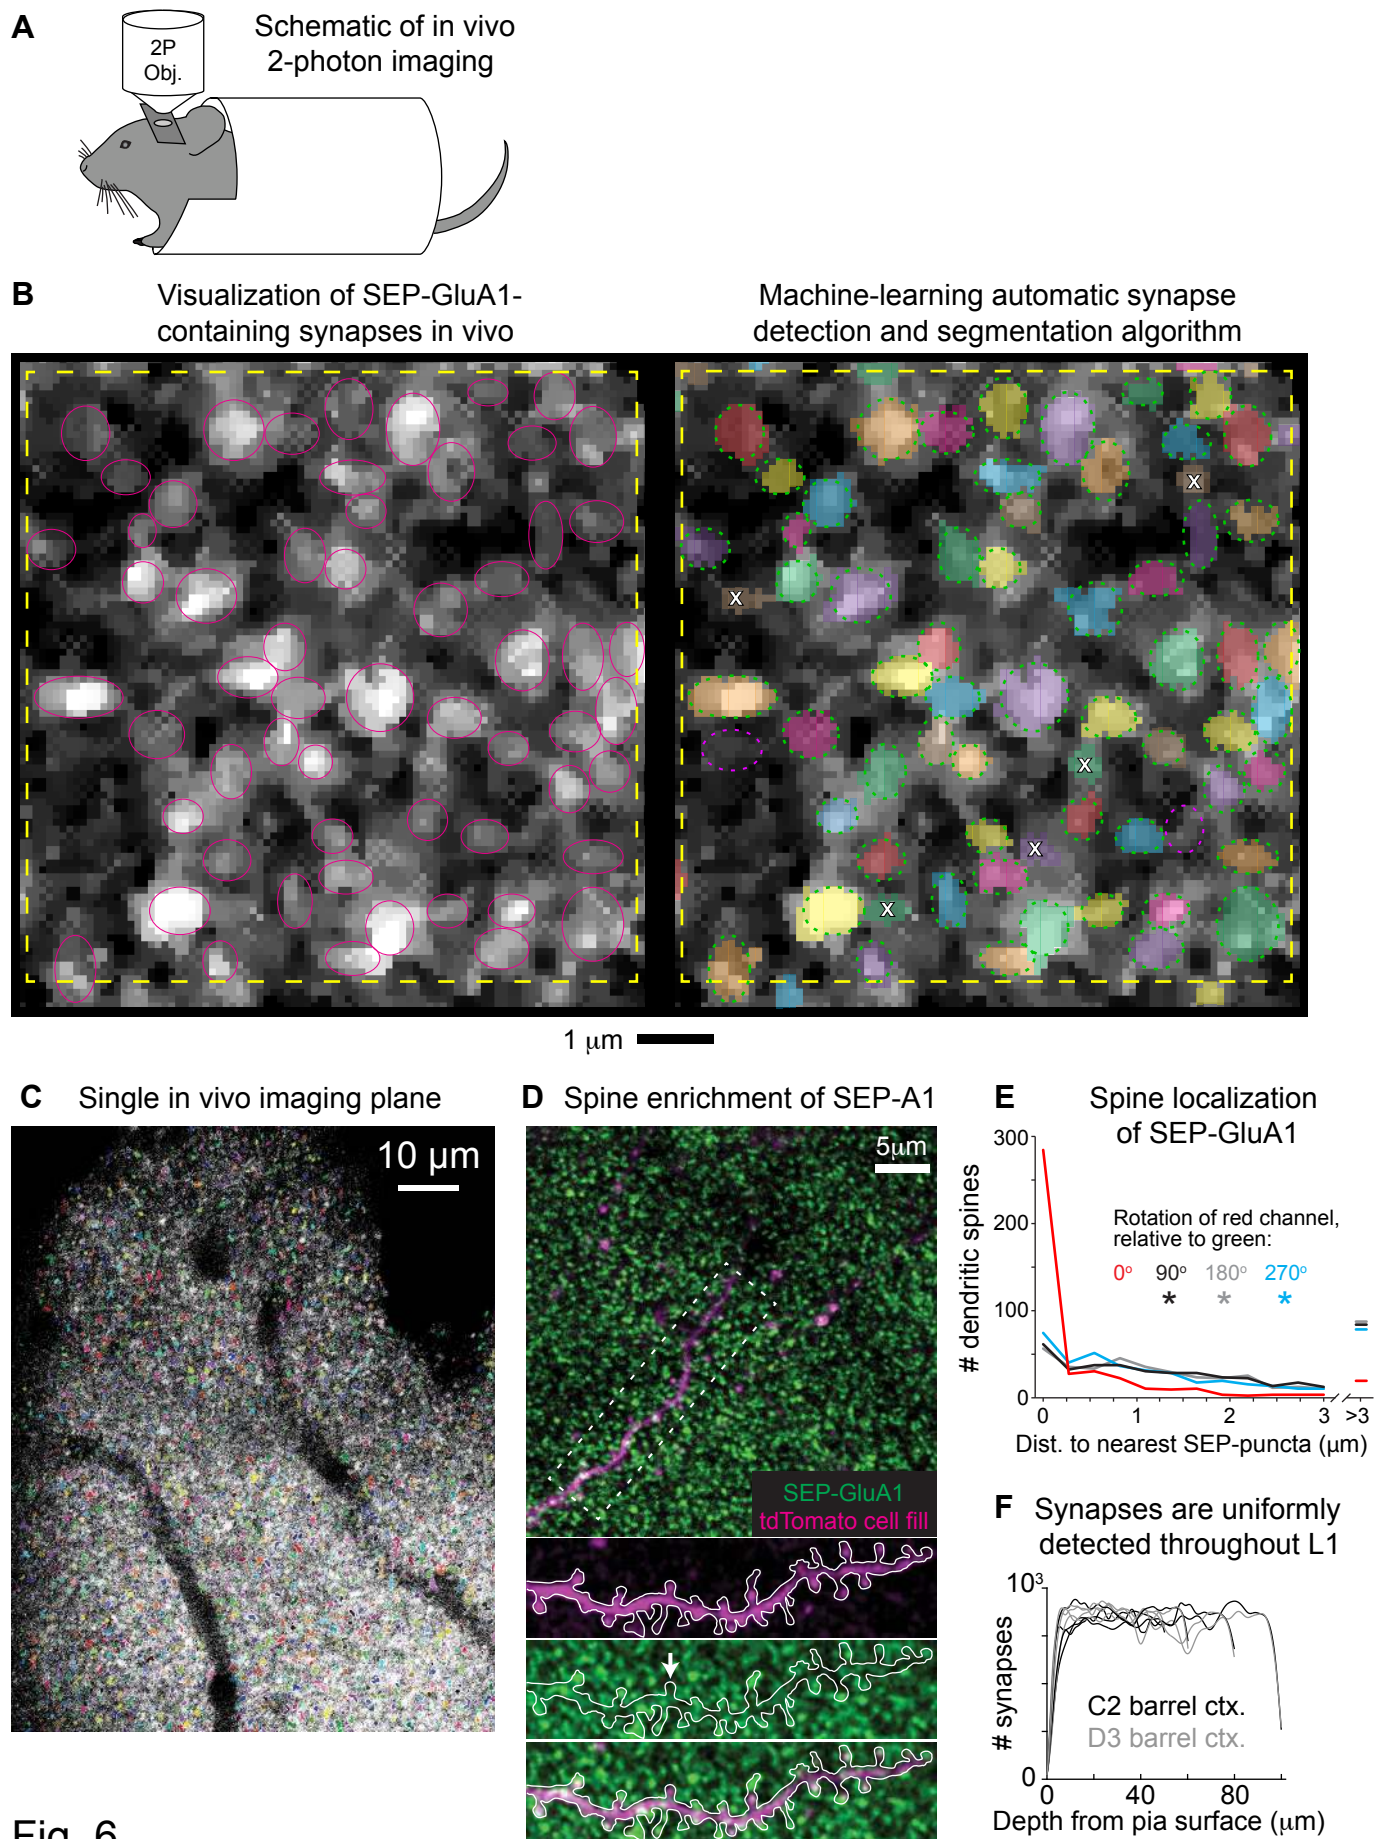 A
2P
Obj.
Schematic of in vivo
2-photon imaging
B
Visualization of SEP-GluA1-
containing synapses in vivo
Machine-learning automatic synapse
detection and segmentation algorithm
X
X
X
X
X
1 μm
C Single in vivo imaging plane
10 μm
D Spine enrichment of SEP-A1
5μm
SEP-GluA1
tdTomato cell fill
E Spine localization
of SEP-GluA1
# dendritic spines
300
200
100
0
Rotation of red channel,
relative to green:
0° 90° 180° 270°
* * *
0 1 2 3 >3
Dist. to nearest SEP-puncta (μm)
F Synapses are uniformly
detected throughout L1
# synapses
10³
0
C2 barrel ctx.
D3 barrel ctx.
0 40 80
Depth from pia surface (μm)
Fig. 6